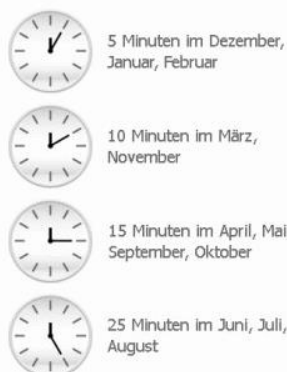 5 Minuten im Dezember,
Januar, Februar
10 Minuten im März,
November
15 Minuten im April, Mai
September, Oktober
25 Minuten im Juni, Juli,
August